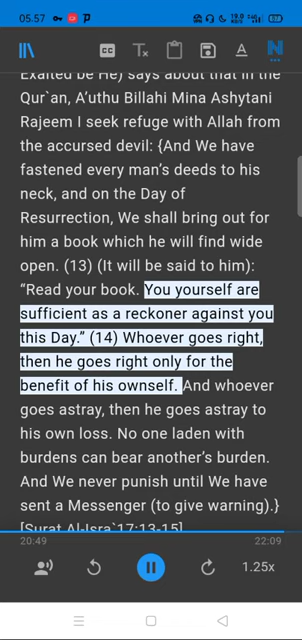 05.57
19.0
KB/S
CC
Exalted be He) says about that in the
Qur`an, A'uthu Billahi Mina Ashytani
Rajeem I seek refuge with Allah from
the accursed devil: {And We have
fastened every man's deeds to his
neck, and on the Day of
Resurrection, We shall bring out for
him a book which he will find wide
open. (13) (It will be said to him):
“Read your book. You yourself are
sufficient as a reckoner against you
this Day.” (14) Whoever goes right,
then he goes right only for the
benefit of his ownself. And whoever
goes astray, then he goes astray to
his own loss. No one laden with
burdens can bear another's burden.
And We never punish until We have
sent a Messenger (to give warning).}
[Surat Al-Isra`17:13-15]
20:49
22:09
1.25x